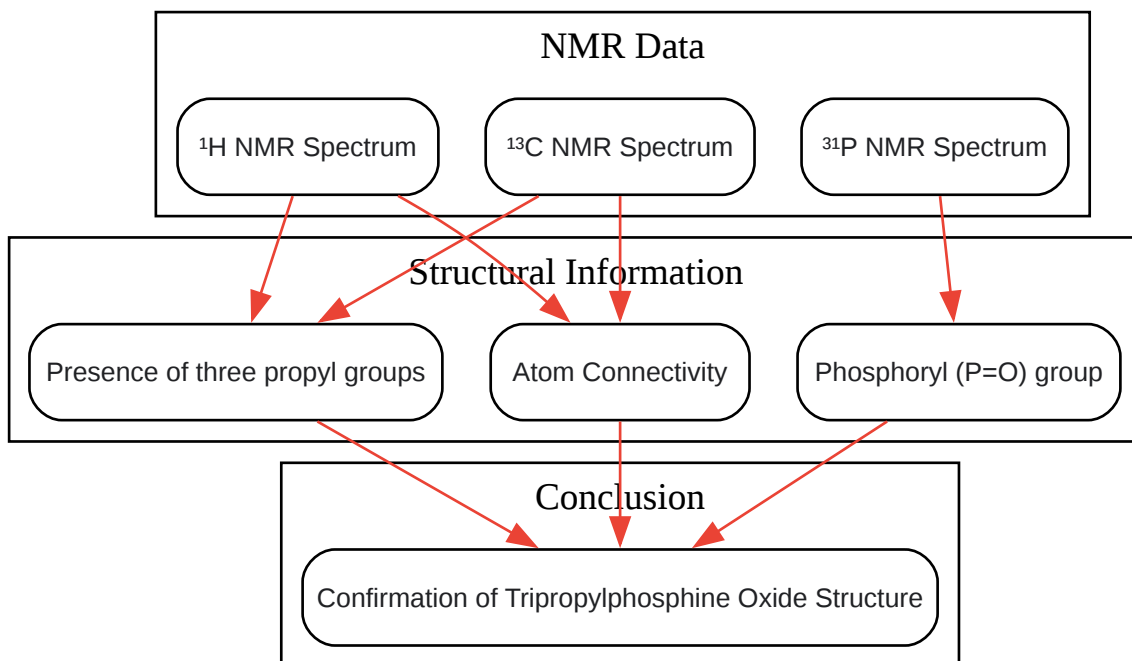 NMR Data
¹H NMR Spectrum
¹³C NMR Spectrum
³¹P NMR Spectrum
Structural Information
Presence of three propyl groups
Atom Connectivity
Phosphoryl (P=O) group
Conclusion
Confirmation of Tripropylphosphine Oxide Structure